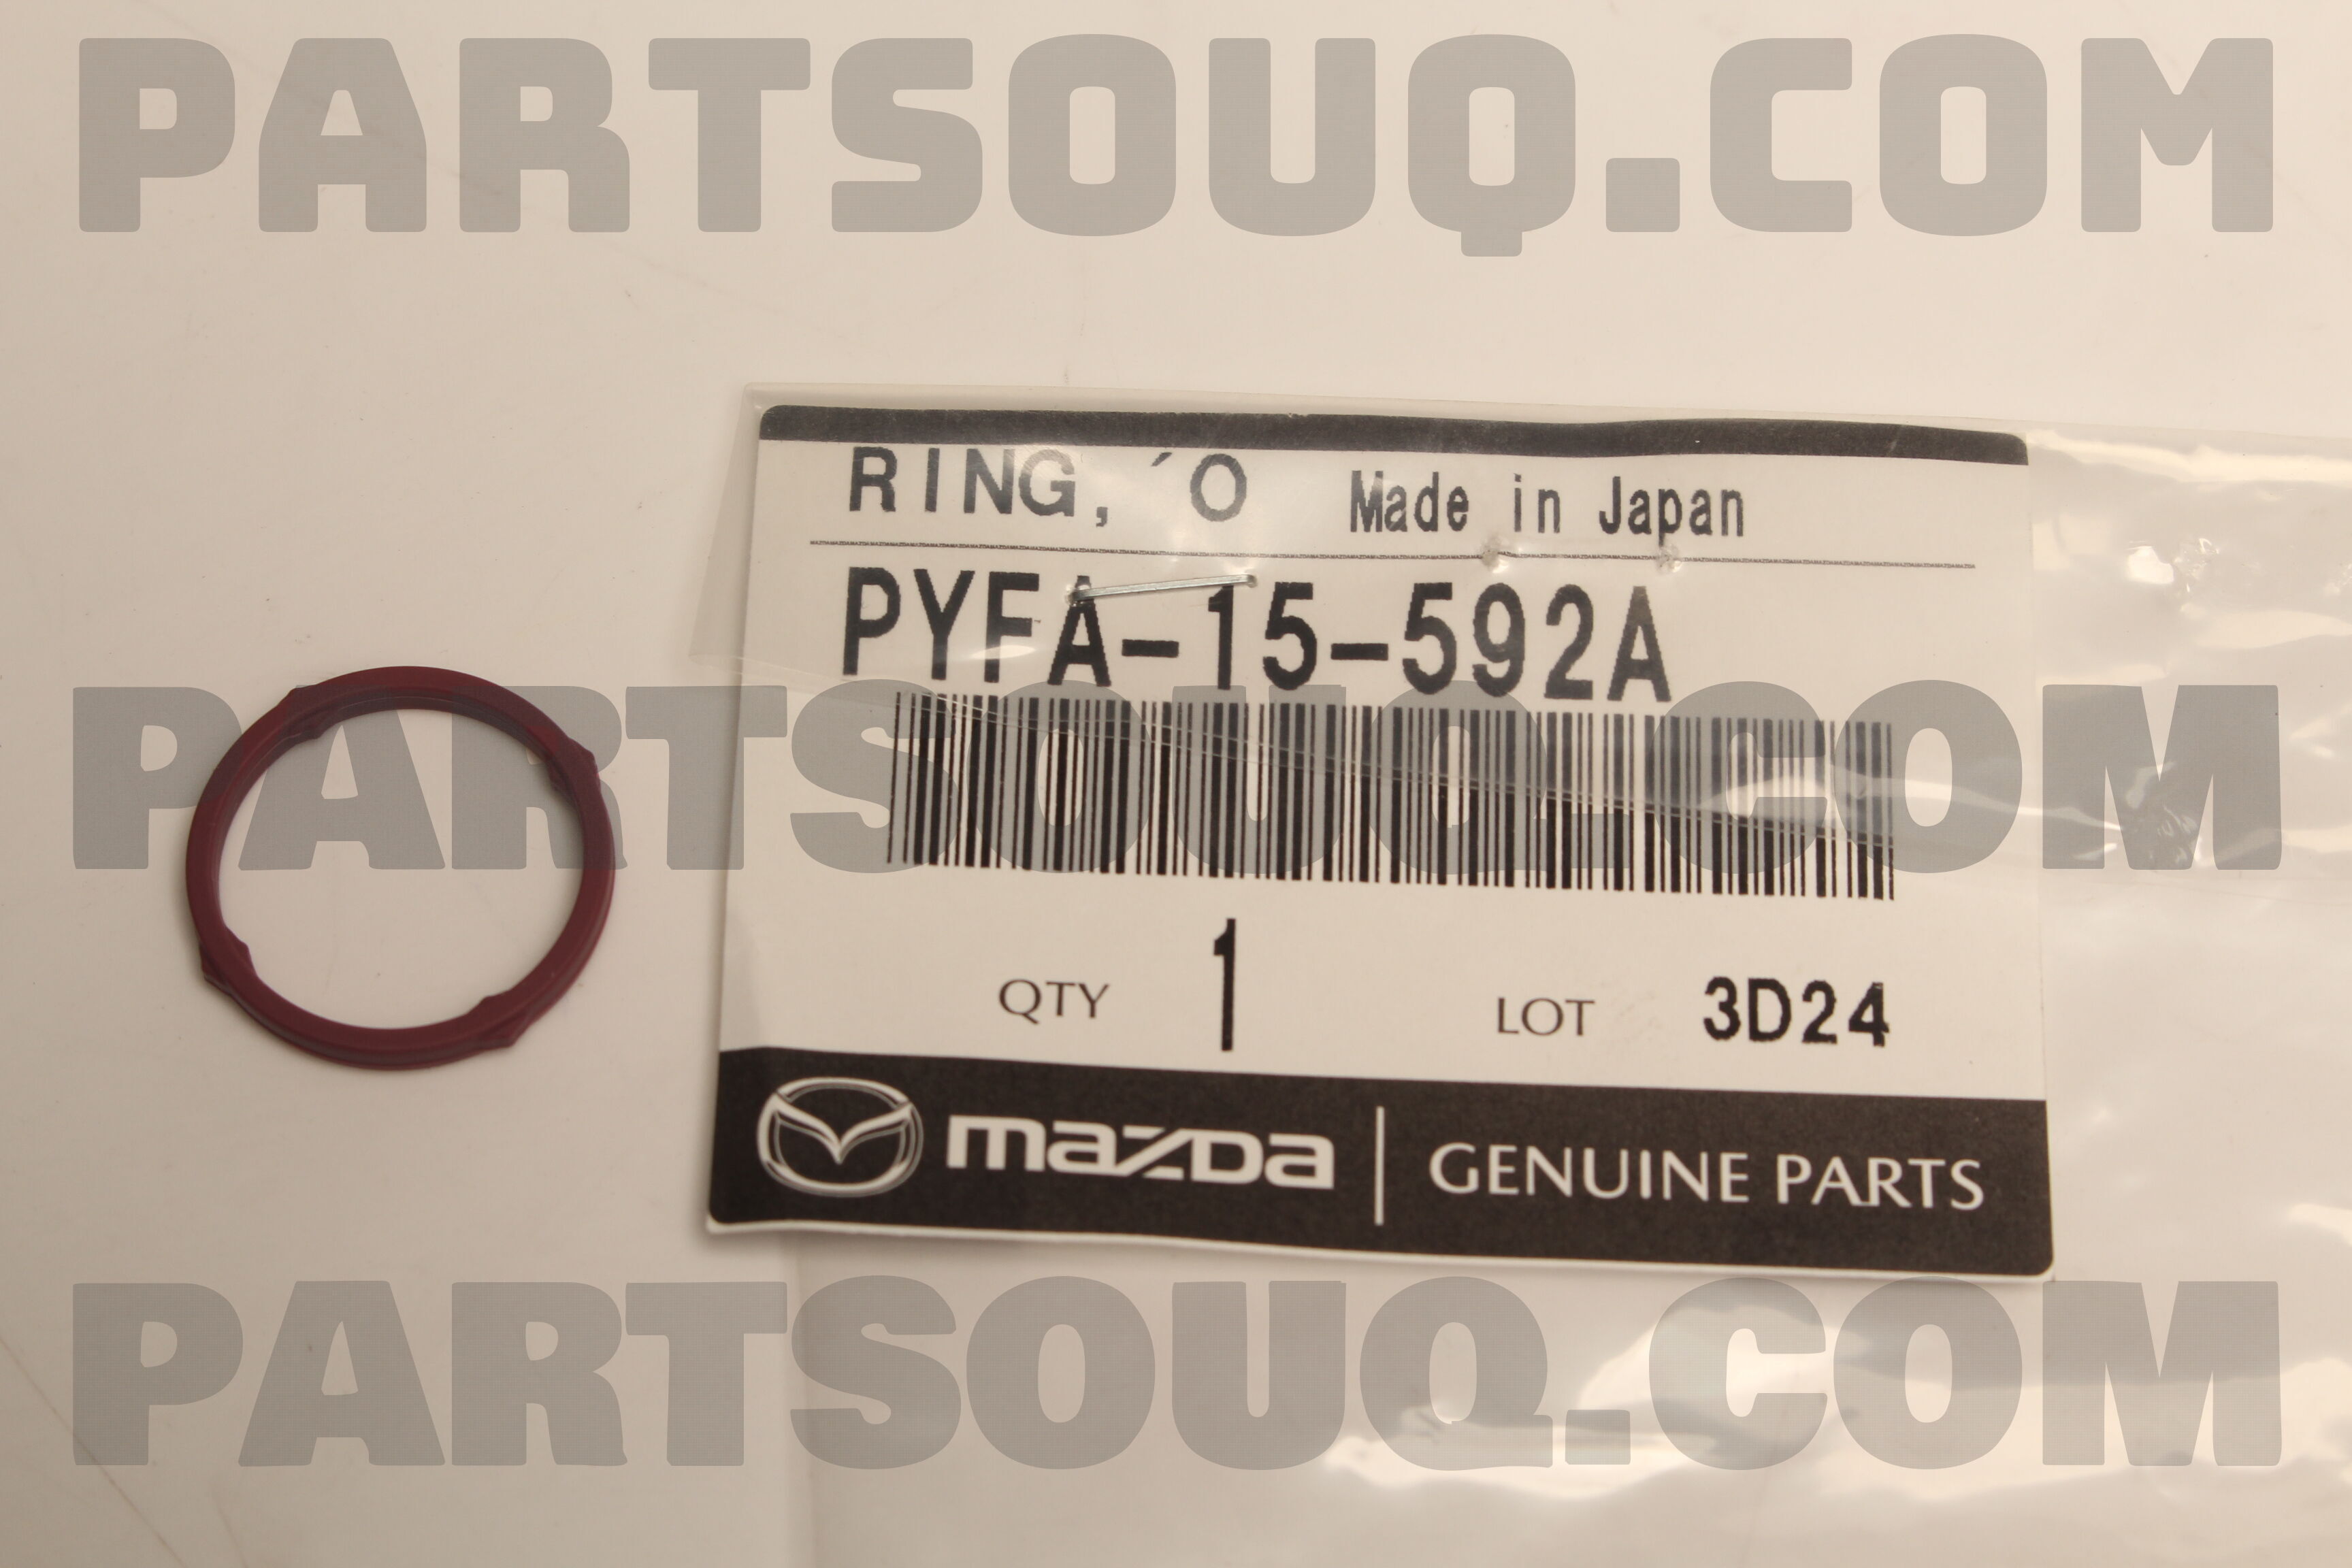 PARTSOUQ.COM
RING, ´O Made in Japan
PYFA-15-592A
PARTSOUQ.COM
QTY 1 LOT 3D24
mazda | GENUINE PARTS
PARTSOUQ.COM